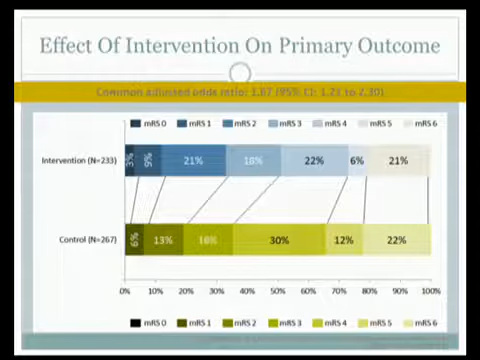 Effect Of Intervention On Primary Outcome
Common adjusted odds ratio: 1.67 (95% CI: 1.21 to 2.30)
mRS 0 mRS 1 mRS 2 mRS 3 mRS 4 mRS 5 mRS 6
Intervention (N=233) 3% 9% 21% 18% 22% 6% 21%
Control (N=267) 6% 13% 16% 30% 12% 22%
0% 10% 20% 30% 40% 50% 60% 70% 80% 90% 100%
mRS 0 mRS 1 mRS 2 mRS 3 mRS 4 mRS 5 mRS 6